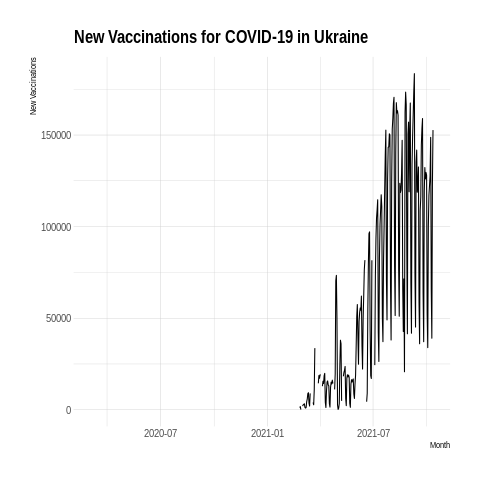 New Vaccinations for COVID-19 in Ukraine
New Vaccinations
150000
100000
50000
0
2020-07
2021-01
2021-07
Month